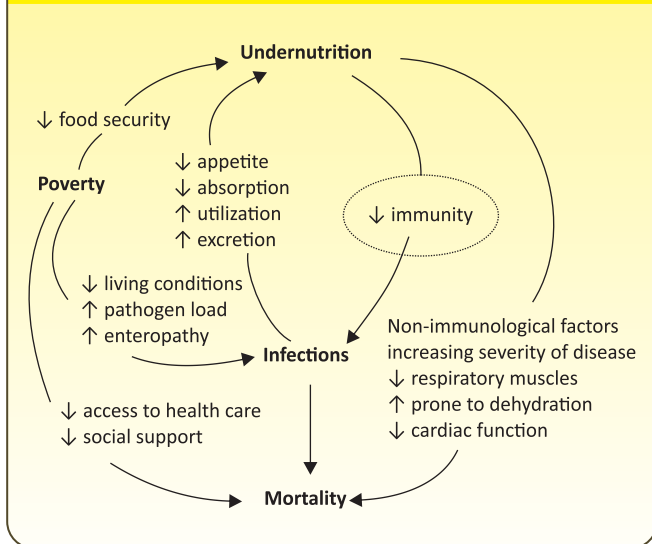 Undernutrition
↓ food security
↓ appetite
↓ absorption
↑ utilization
↑ excretion
Poverty
↓ immunity
↓ living conditions
↑ pathogen load
↑ enteropathy
Infections
Non-immunological factors
increasing severity of disease
↓ respiratory muscles
↑ prone to dehydration
↓ cardiac function
↓ access to health care
↓ social support
Mortality